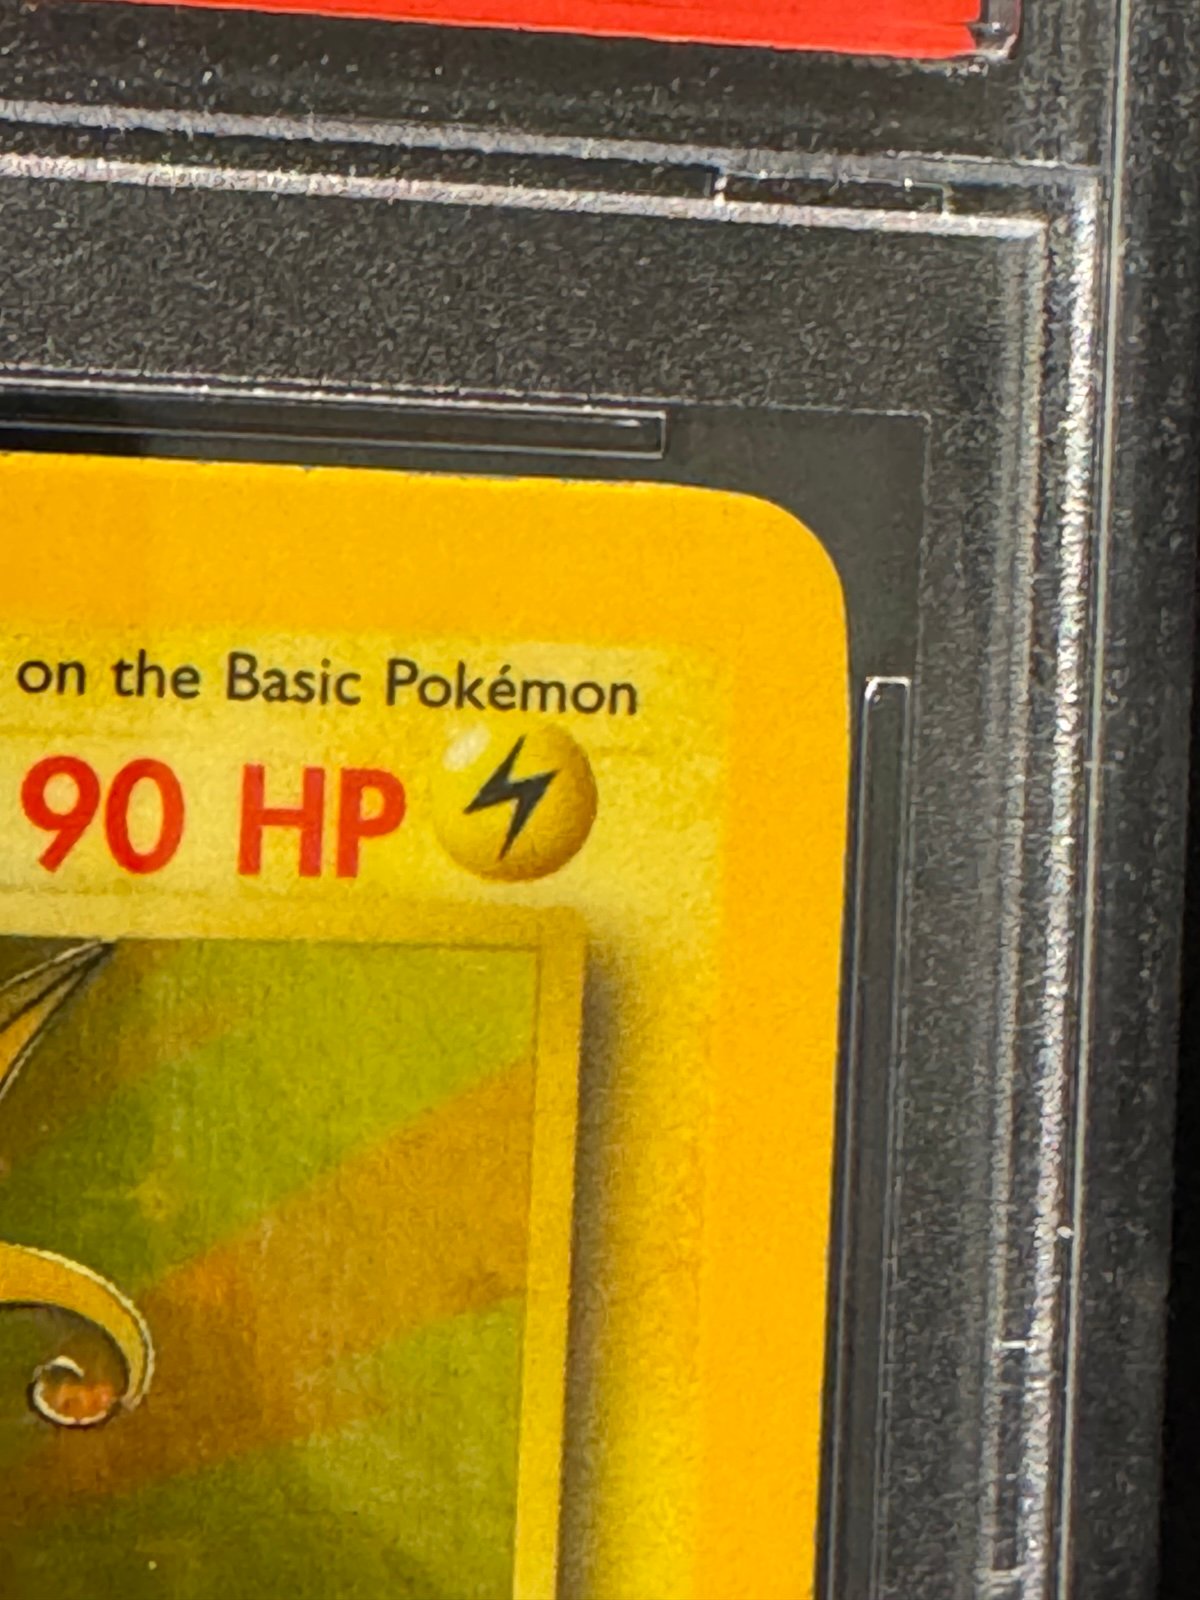 on the Basic Pokémon
90 HP